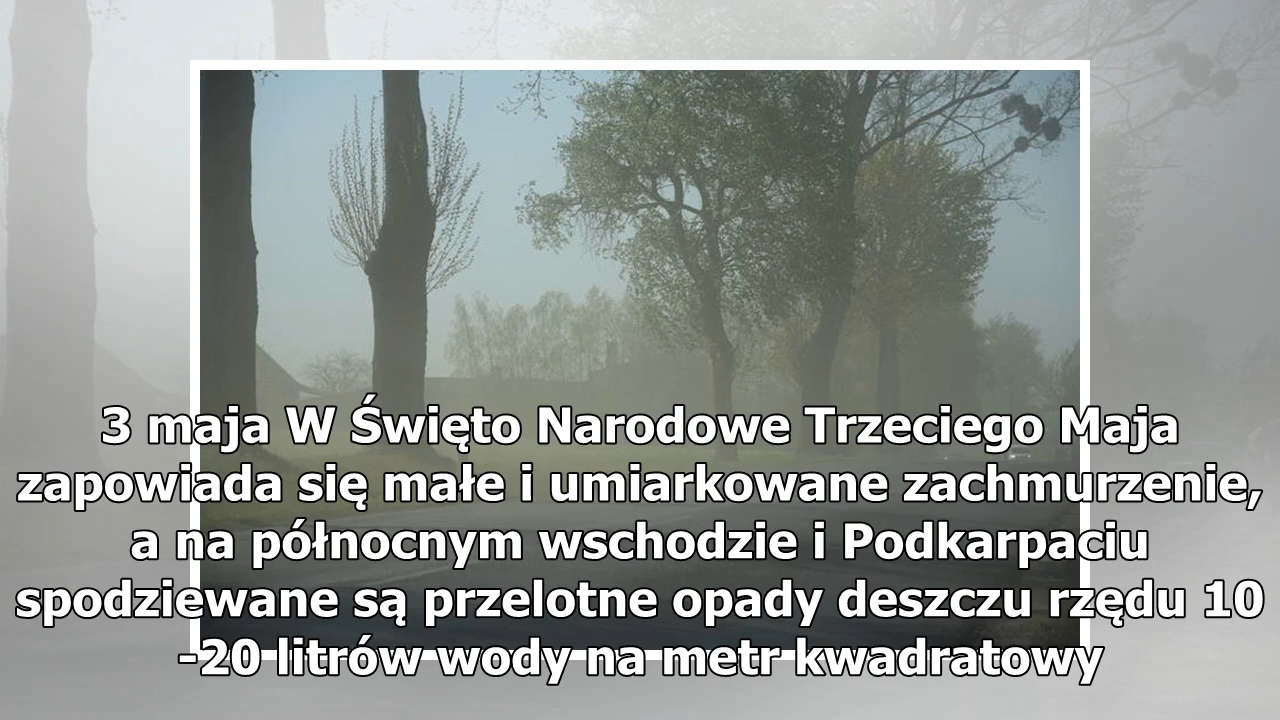 3 maja W Święto Narodowe Trzeciego Maja
zapowiada się małe i umiarkowane zachmurzenie,
a na północnym wschodzie i Podkarpaciu
spodziewane są przelotne opady deszczu rzędu 10
-20 litrów wody na metr kwadratowy